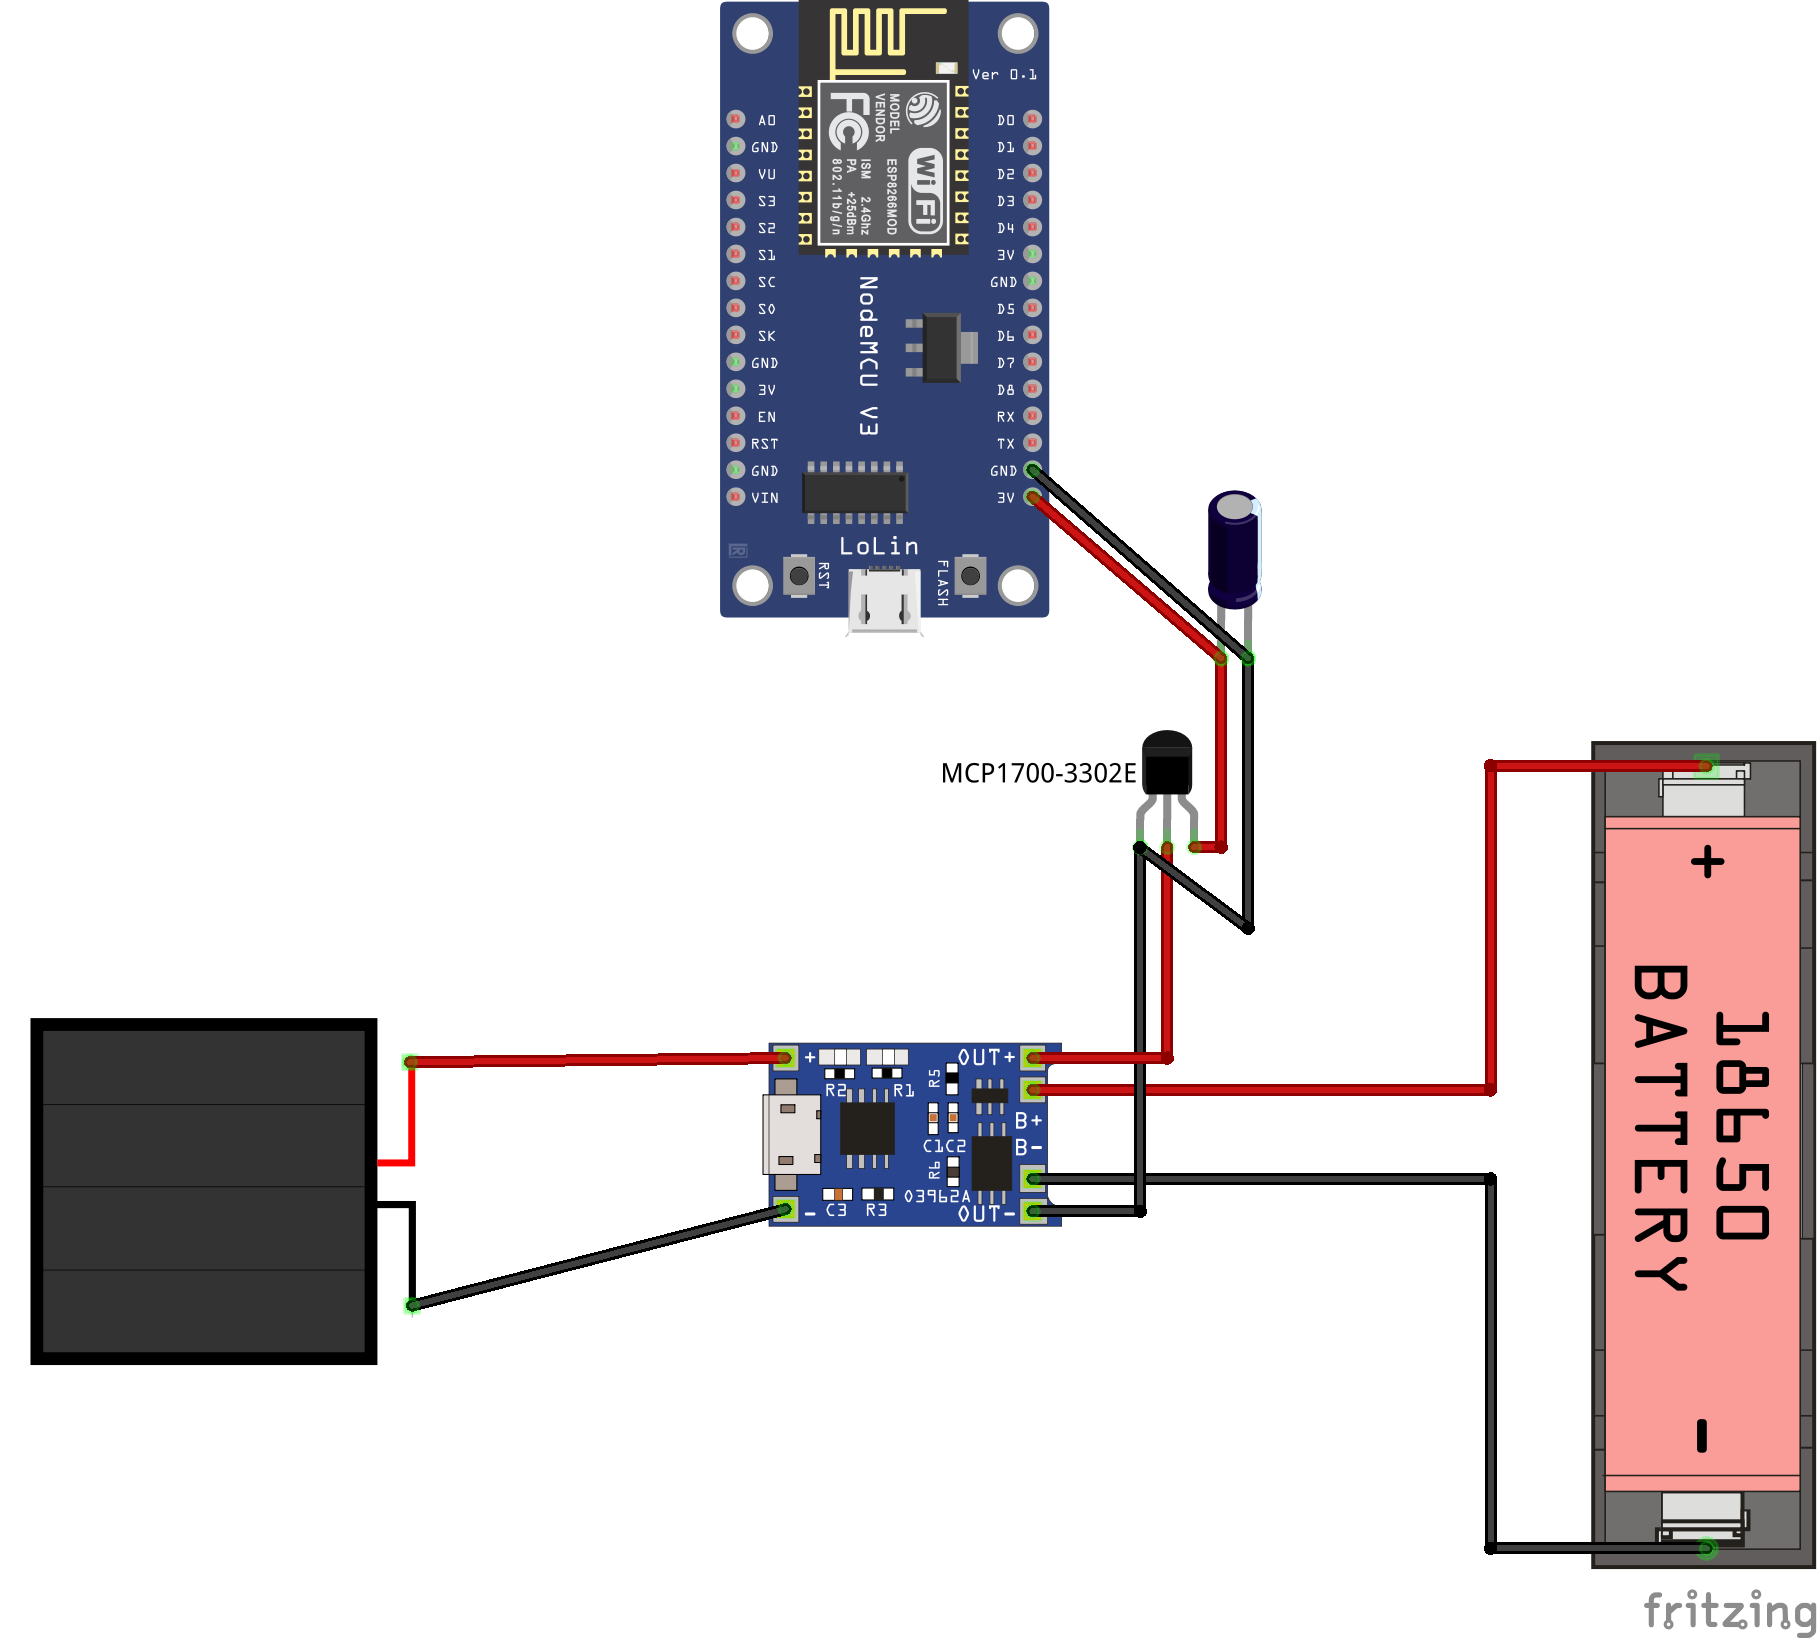 Ver 0.1
FC
MODEL
VENDOR
WiFi
ISM 2.4Ghz
PA +25dBm
802.11b/g/n
ESP8266MOD
A0
GND
VU
S3
S2
S1
SC
S0
SK
GND
3V
EN
RST
GND
VIN
D0
D1
D2
D3
D4
3V
GND
D5
D6
D7
D8
RX
TX
GND
3V
NodeMCU V3
LoLin
RST
FLASH
MCP1700-3302E
+
R2
R1
R5
OUT+
C1
C2
B+
B-
R6
03962A
-
C3
R3
OUT-
+
18650
BATTERY
-
fritzing